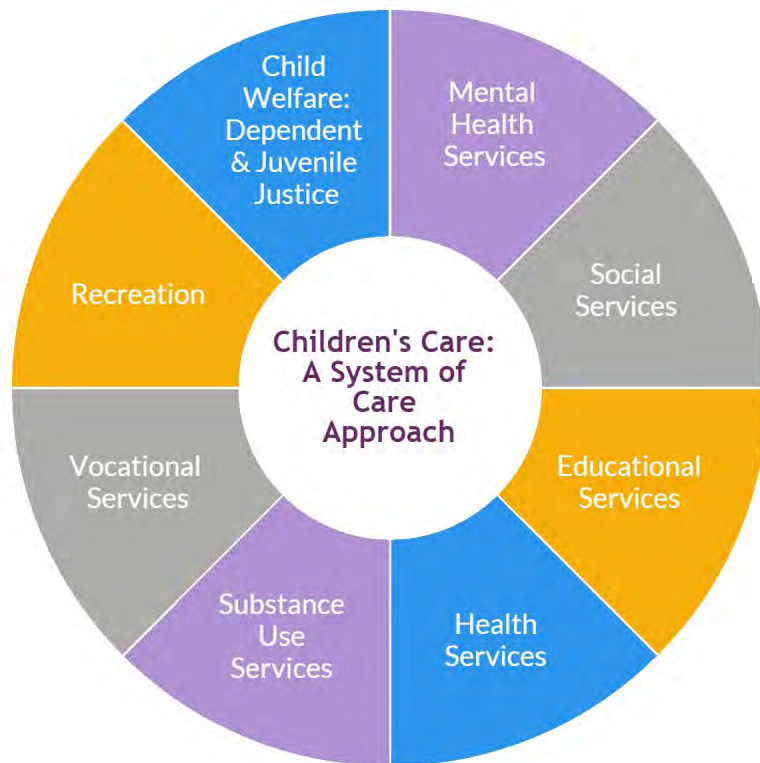 Child
Welfare:
Dependent
& Juvenile
Justice
Mental
Health
Services
Social
Services
Educational
Services
Health
Services
Substance
Use
Services
Vocational
Services
Recreation
Children's Care:
A System of
Care
Approach